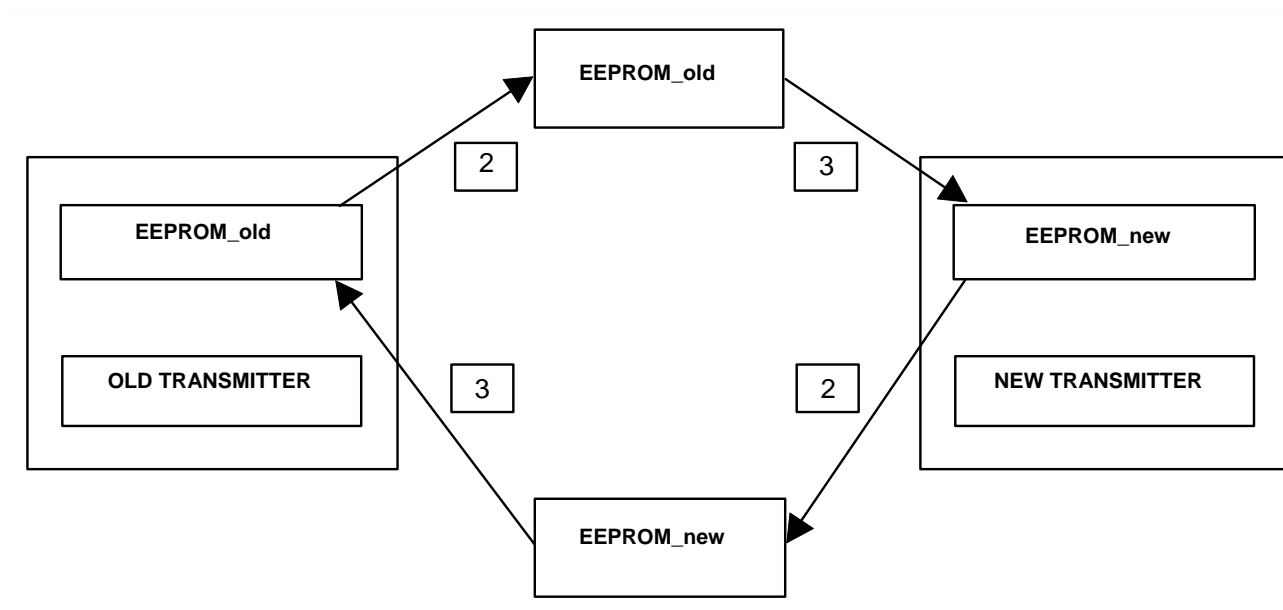 EEPROM_old
2
3
EEPROM_old
EEPROM_new
OLD TRANSMITTER
NEW TRANSMITTER
3
2
EEPROM_new